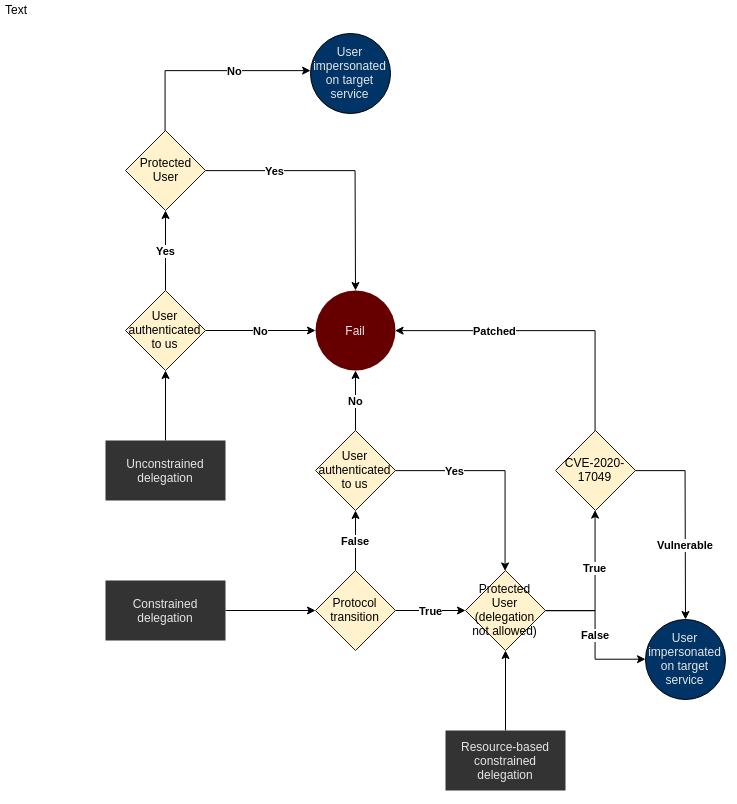 Text
User
impersonated
on target
service
No
Protected
User
Yes
Yes
User
authenticated
to us
No
Fail
Patched
No
Unconstrained
delegation
User
authenticated
to us
Yes
CVE-2020-
17049
False
Vulnerable
True
Constrained
delegation
Protocol
transition
True
Protected
User
(delegation
not allowed)
False
User
impersonated
on target
service
Resource-based
constrained
delegation